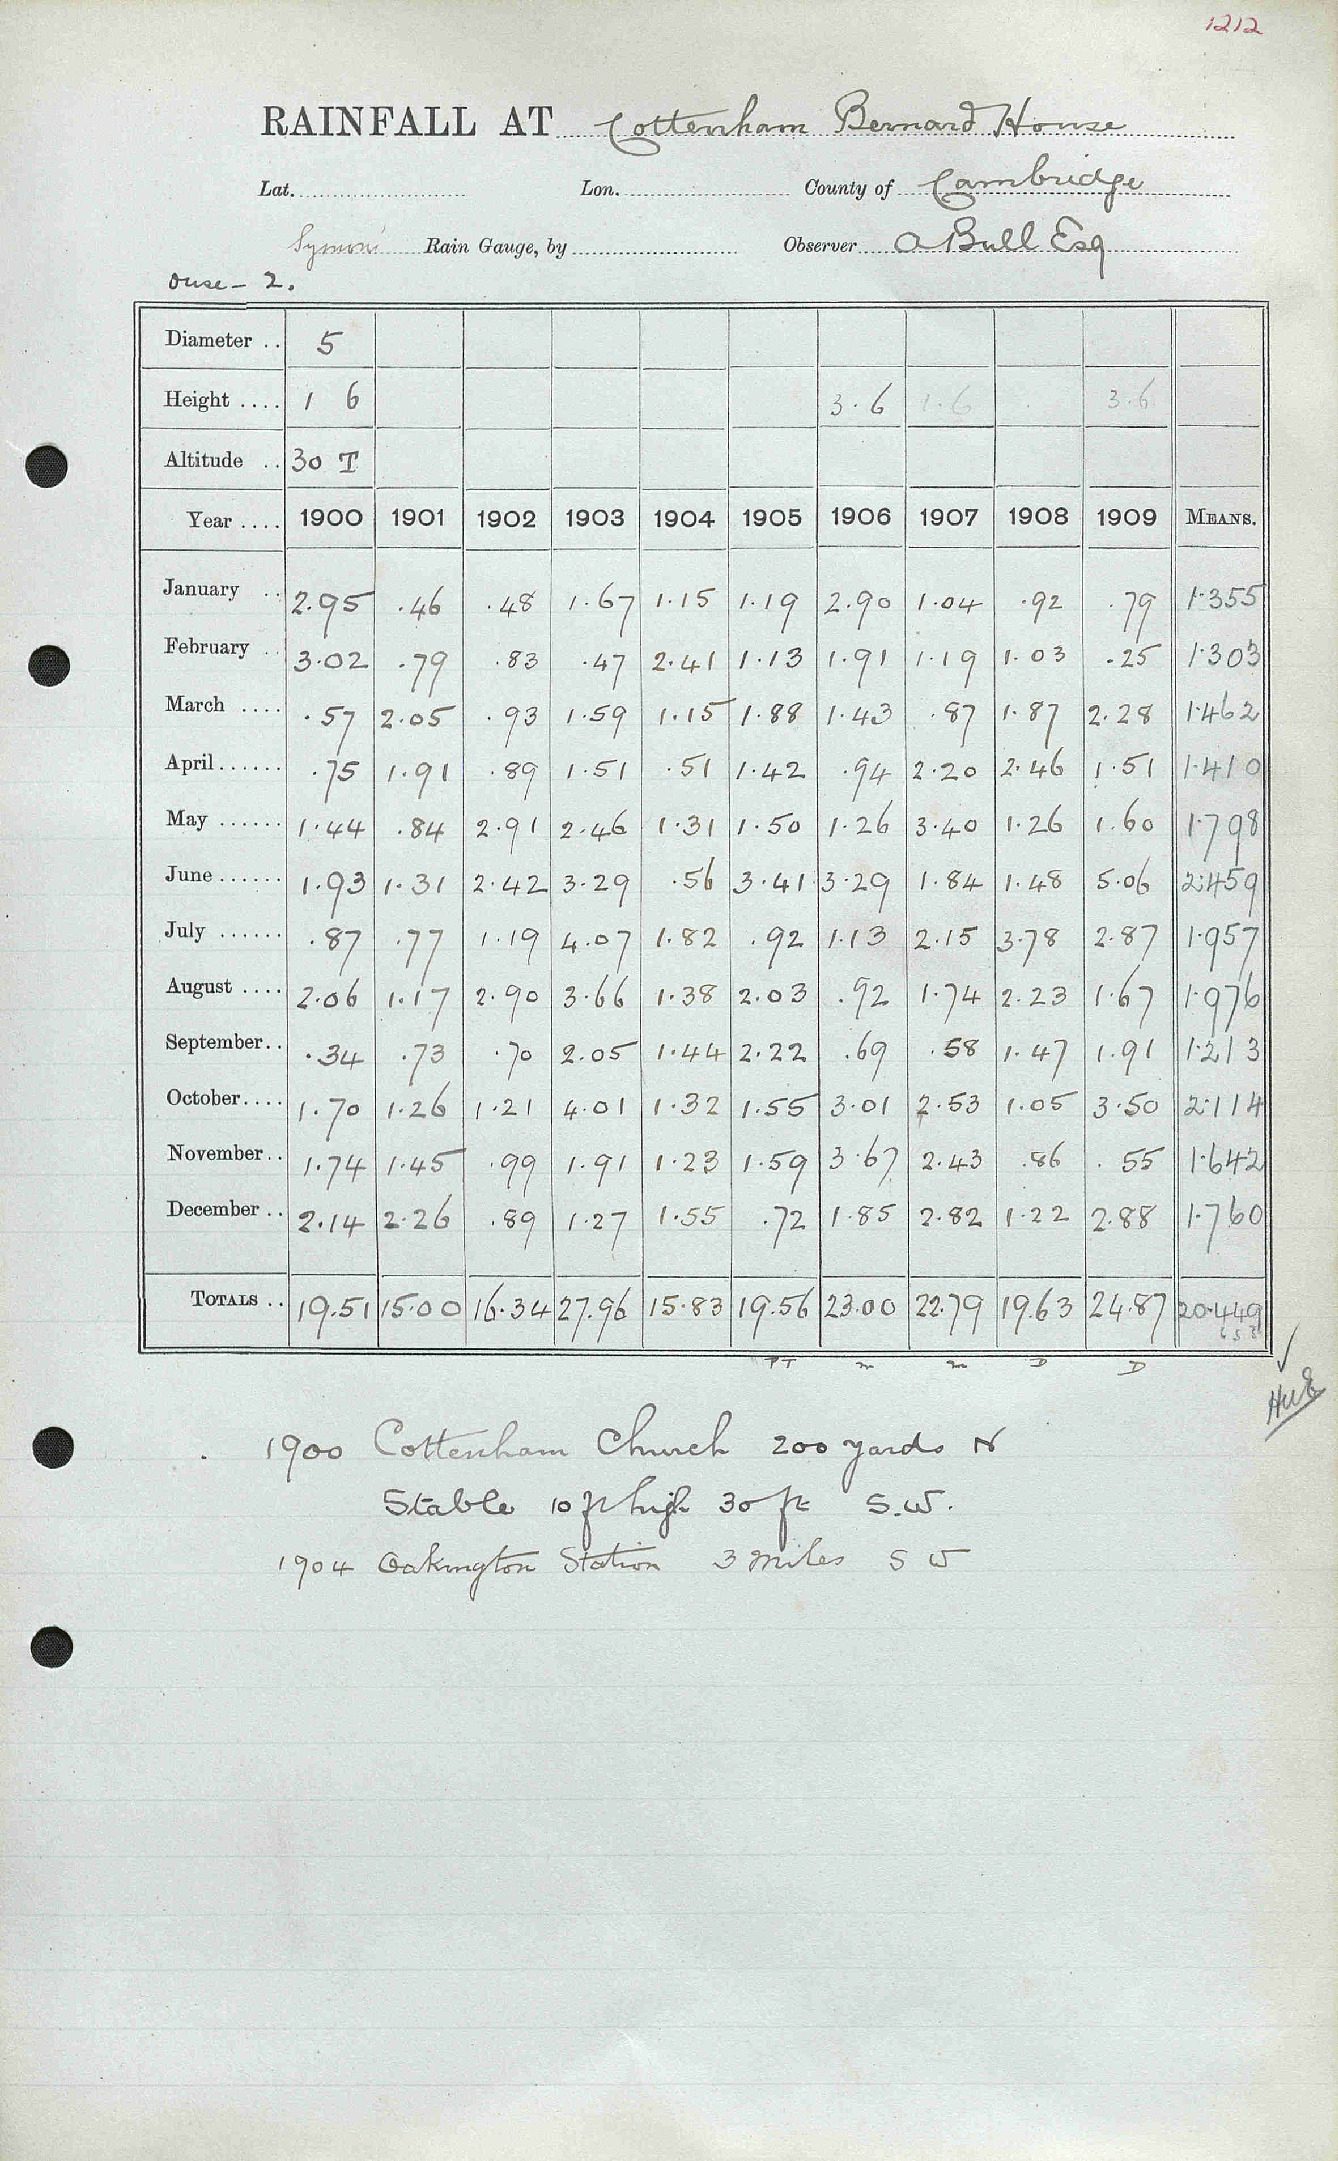 1212
RAINFALL AT Cottenham Bernard House
Lat. Lon. County of Cambridge
Symons Rain Gauge, by Observer A Bull Esq
Ouse - 2.
Diameter .. 5
Height .... 1 6 3.6 1.6 3.6
Altitude .. 30 T
Year .... 1900 1901 1902 1903 1904 1905 1906 1907 1908 1909 MEANS.
January .. 2.95 .46 .48 1.67 1.15 1.19 2.90 1.04 .92 .79 1.355
February .. 3.02 .79 .83 .47 2.41 1.13 1.91 1.19 1.03 .25 1.303
March .... .57 2.05 .93 1.59 1.15 1.88 1.43 .87 1.87 2.28 1.462
April ...... .75 1.91 .89 1.51 .51 1.42 .94 2.20 2.46 1.51 1.410
May ...... 1.44 .84 2.91 2.46 1.31 1.50 1.26 3.40 1.26 1.60 1.798
June ...... 1.93 1.31 2.42 3.29 .56 3.41 3.29 1.84 1.48 5.06 2.459
July ...... .87 .77 1.19 4.07 1.82 .92 1.13 2.15 3.78 2.87 1.957
August .... 2.06 1.17 2.90 3.66 1.38 2.03 .92 1.74 2.23 1.67 1.976
September .. .34 .73 .70 2.05 1.44 2.22 .69 .58 1.47 1.91 1.213
October .... 1.70 1.26 1.21 4.01 1.32 1.55 3.01 2.53 1.05 3.50 2.114
November .. 1.74 1.45 .99 1.91 1.23 1.59 3.67 2.43 .86 .55 1.642
December .. 2.14 2.26 .89 1.27 1.55 .72 1.85 2.82 1.22 2.88 1.760
TOTALS .. 19.51 15.00 16.34 27.96 15.83 19.56 23.00 22.79 19.63 24.87 20.449
PT m m D D
1900 Cottenham Church 200 yards N
Stable 10 ft high 30 ft S.W.
1904 Oakington Station 3 miles S W